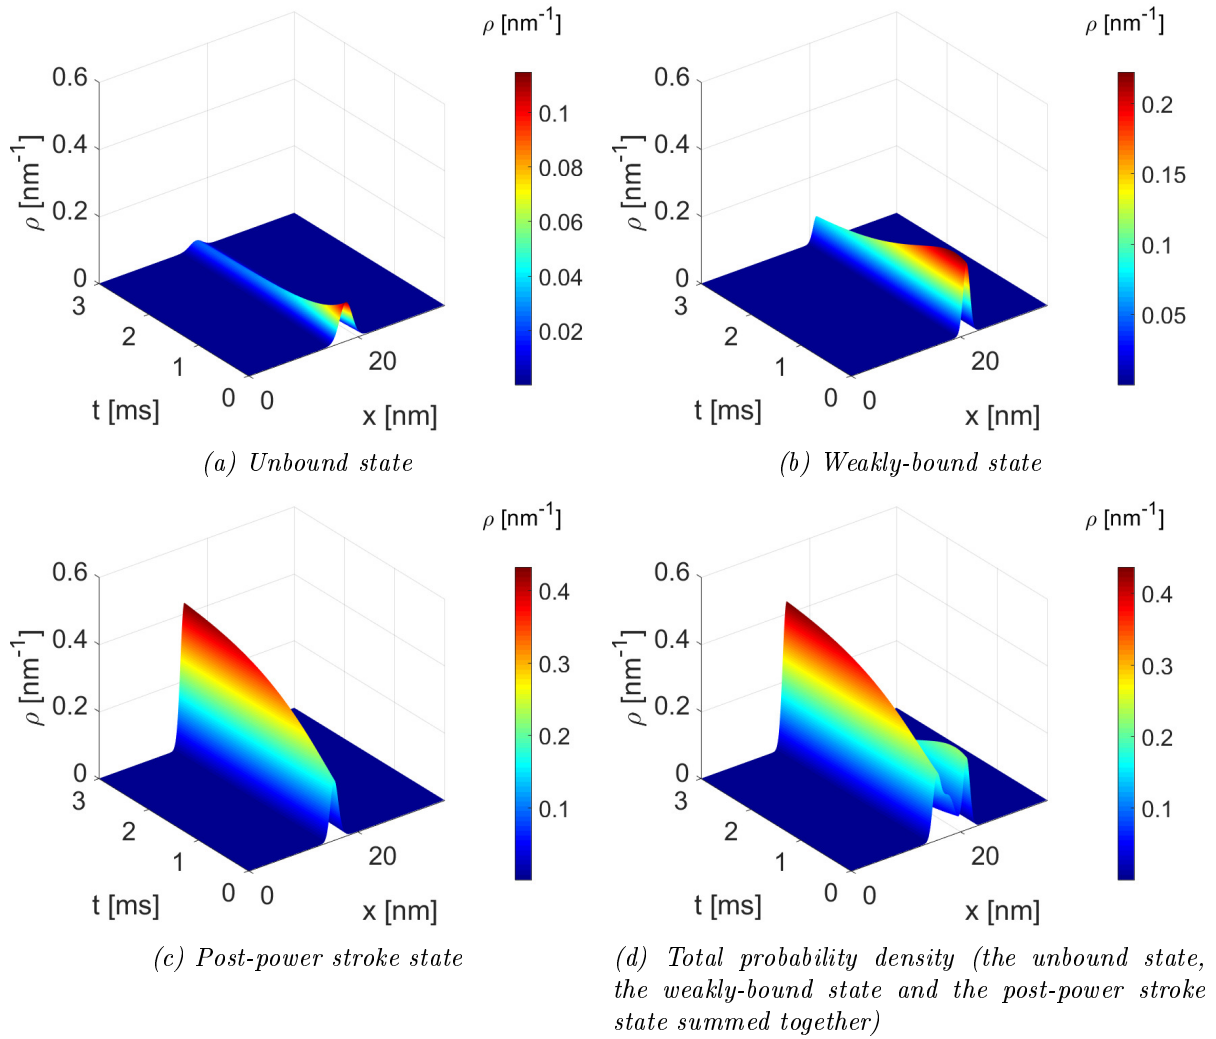 ρ [nm-1]
0.6
0.4
0.2
0
ρ [nm-1]
3
2
1
0
t [ms]
0
20
x [nm]
0.1
0.08
0.06
0.04
0.02
(a) Unbound state
ρ [nm-1]
0.6
0.4
0.2
0
ρ [nm-1]
3
2
1
0
t [ms]
0
20
x [nm]
0.2
0.15
0.1
0.05
(b) Weakly-bound state
ρ [nm-1]
0.6
0.4
0.2
0
ρ [nm-1]
3
2
1
0
t [ms]
0
20
x [nm]
0.4
0.3
0.2
0.1
(c) Post-power stroke state
ρ [nm-1]
0.6
0.4
0.2
0
ρ [nm-1]
3
2
1
0
t [ms]
0
20
x [nm]
0.4
0.3
0.2
0.1
(d) Total probability density (the unbound state,
the weakly-bound state and the post-power stroke
state summed together)